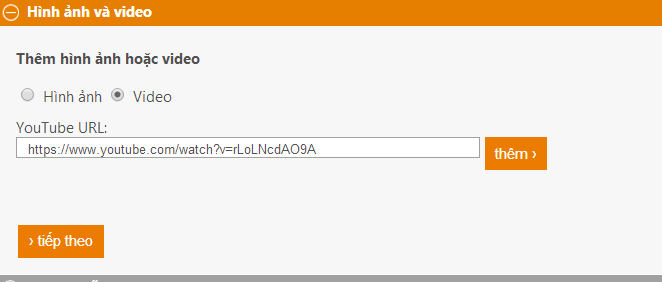 Hình ảnh và video
Thêm hình ảnh hoặc video
Hình ảnh Video
YouTube URL:
https://www.youtube.com/watch?v=rLoLNcdAO9A
thêm ›
› tiếp theo